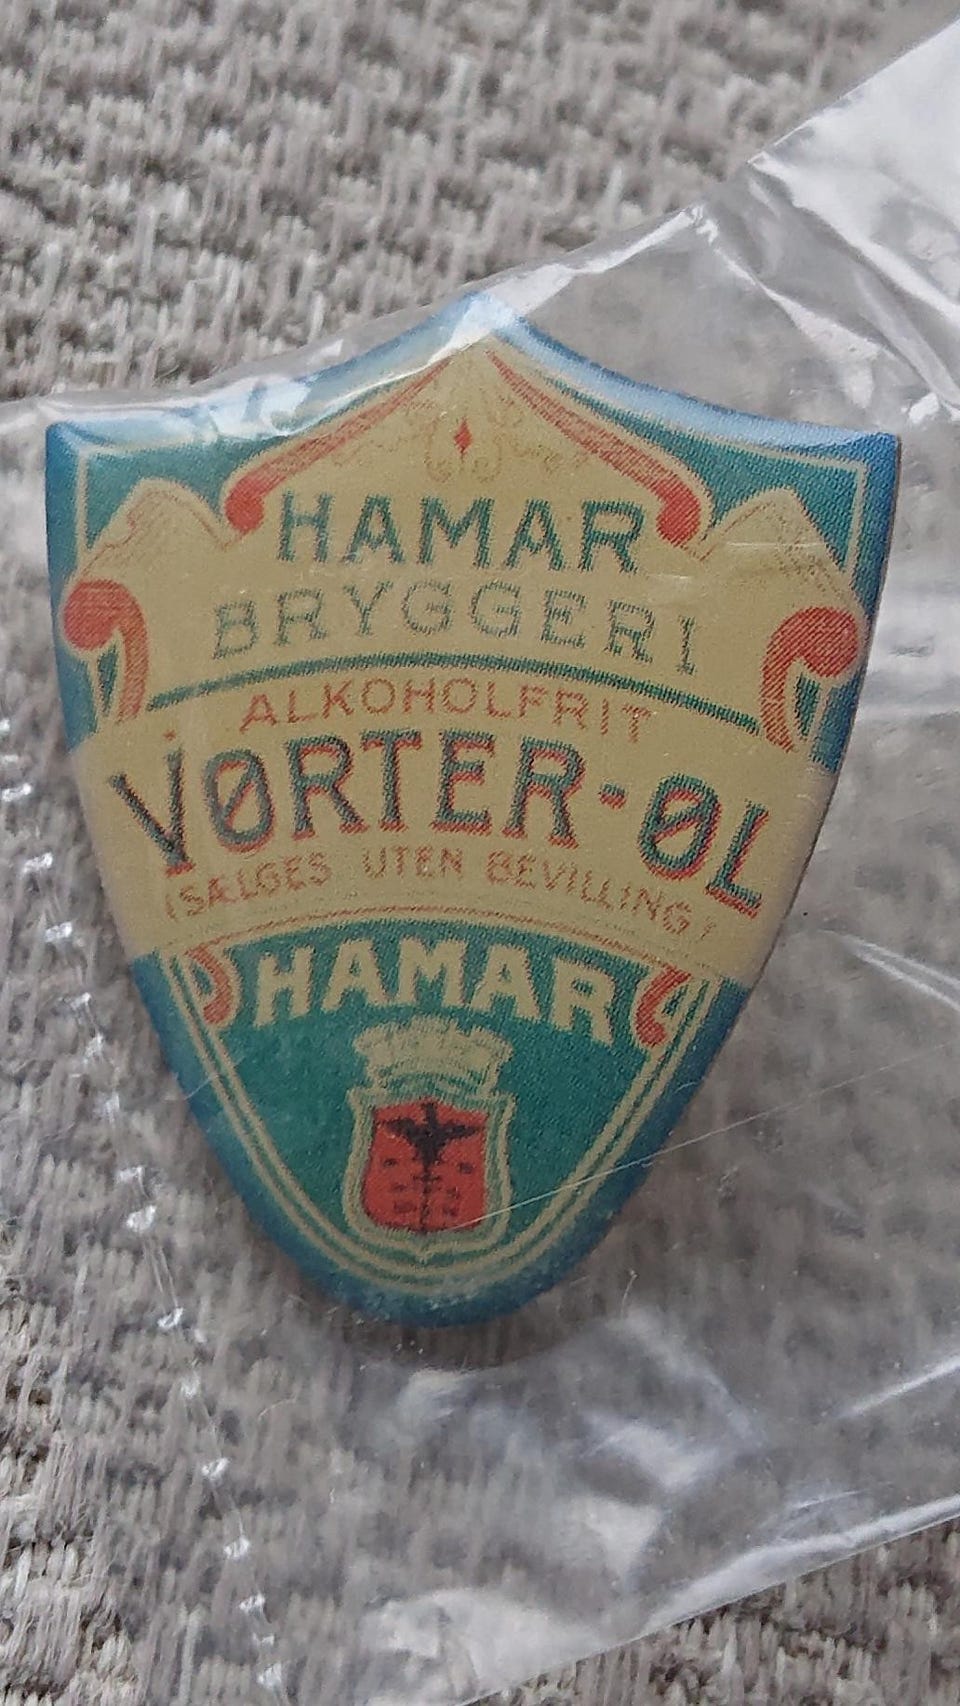 HAMAR
BRYGGERI
ALKOHOLFRIT
VØRTER-ØL
(SÆLGES UTEN BEVILLING)
HAMAR